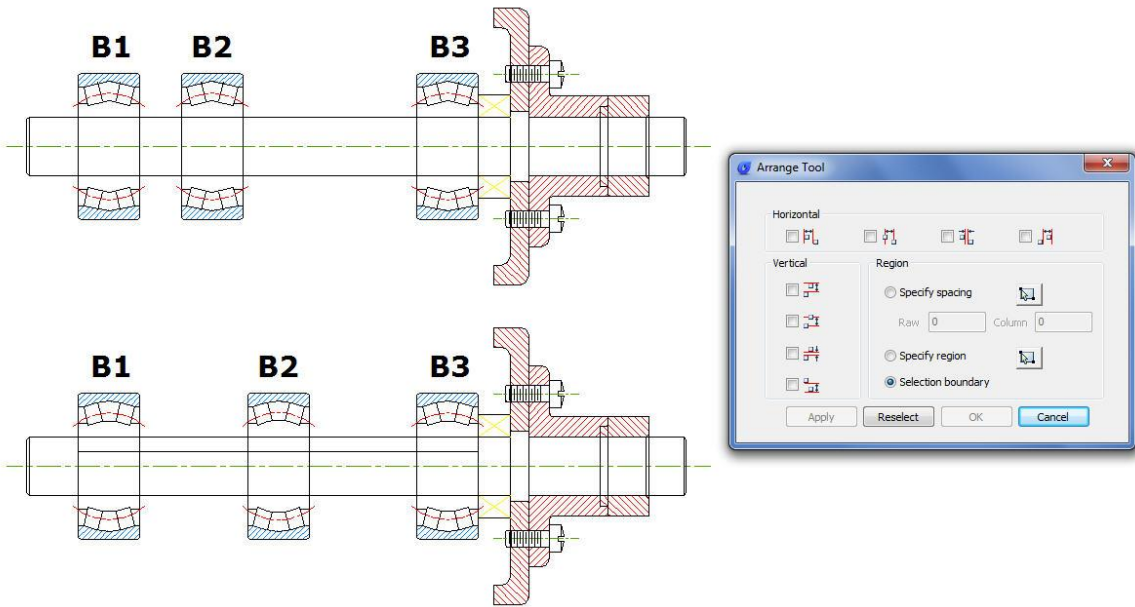 B1 B2 B3
B1 B2 B3
Arrange Tool
Horizontal
Vertical
Region
Specify spacing
Raw 0 Column 0
Specify region
Selection boundary
Apply Reselect OK Cancel